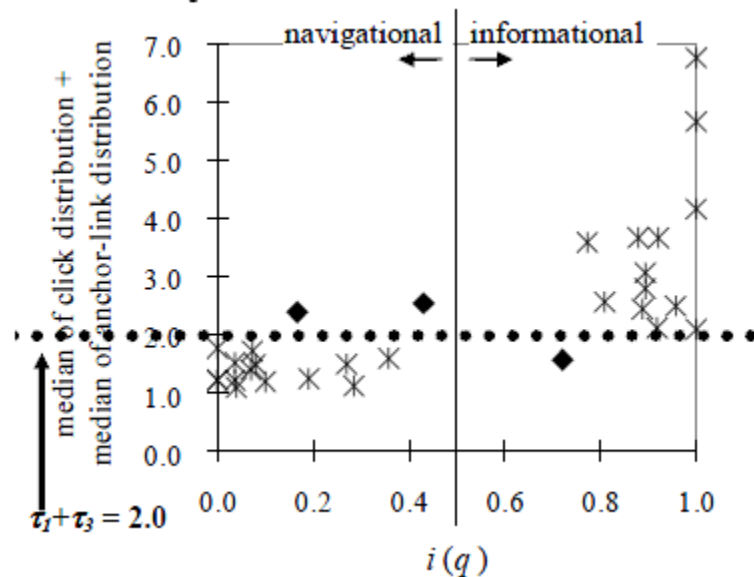 navigational informational
7.0
6.0
5.0
4.0
3.0
2.0
1.0
0.0
median of click distribution +
median of anchor-link distribution
0.0 0.2 0.4 0.6 0.8 1.0
τ1+τ3 = 2.0
i (q)